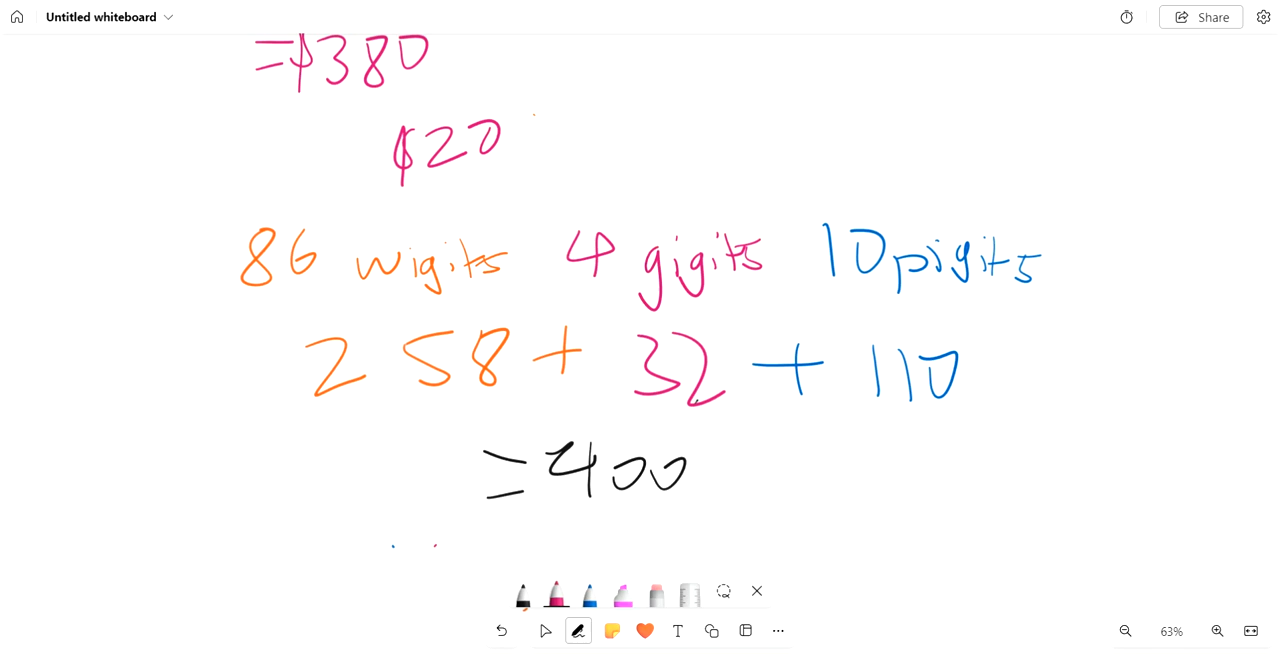 Untitled whiteboard
Share
=$380
$20
86 wigits 4 gigits 10 pigits
258 + 32 + 110
=400
T
63%